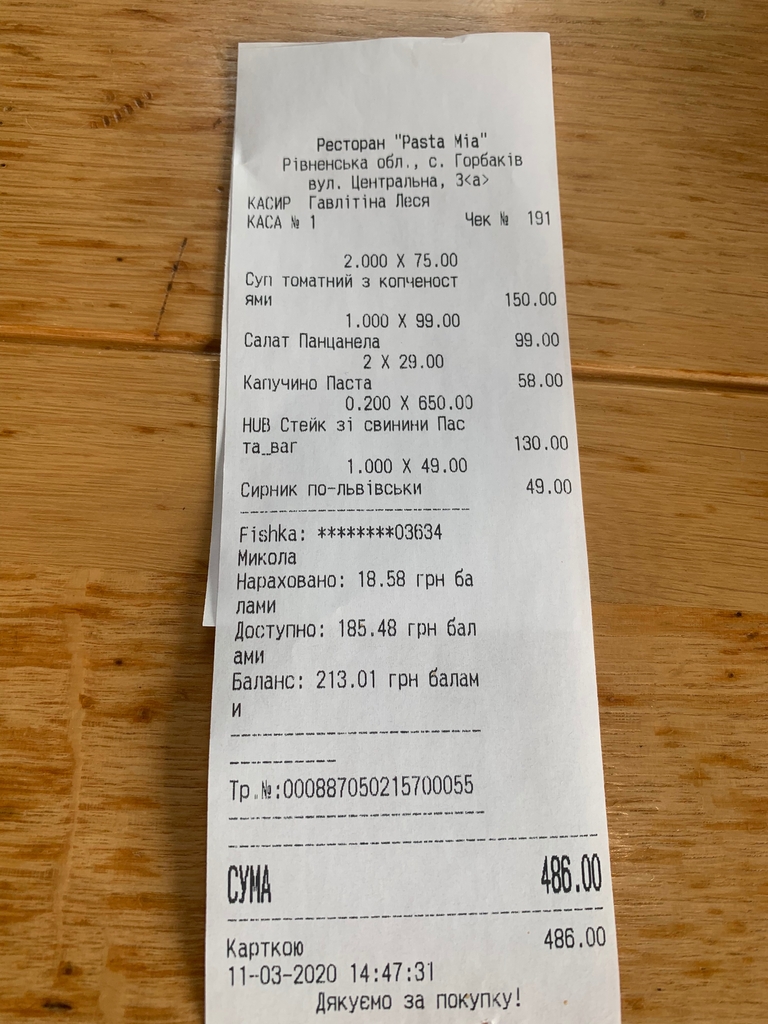 Ресторан "Pasta Mia"
Рівненська обл., с. Горбаків
вул. Центральна, 3<а>
КАСИР Гавлітіна Леся
КАСА № 1 Чек № 191
2.000 X 75.00
Суп томатний з копченост
ями 150.00
1.000 X 99.00
Салат Панцанела 99.00
2 X 29.00
Капучино Паста 58.00
0.200 X 650.00
HUB Стейк зі свинини Пас
та_ваг 130.00
1.000 X 49.00
Сирник по-львівськи 49.00
Fishka: ********03634
Микола
Нараховано: 18.58 грн ба
лами
Доступно: 185.48 грн бал
ами
Баланс: 213.01 грн балам
и
Тр.№:000887050215700055
СУМА 486.00
Карткою 486.00
11-03-2020 14:47:31
Дякуємо за покупку!